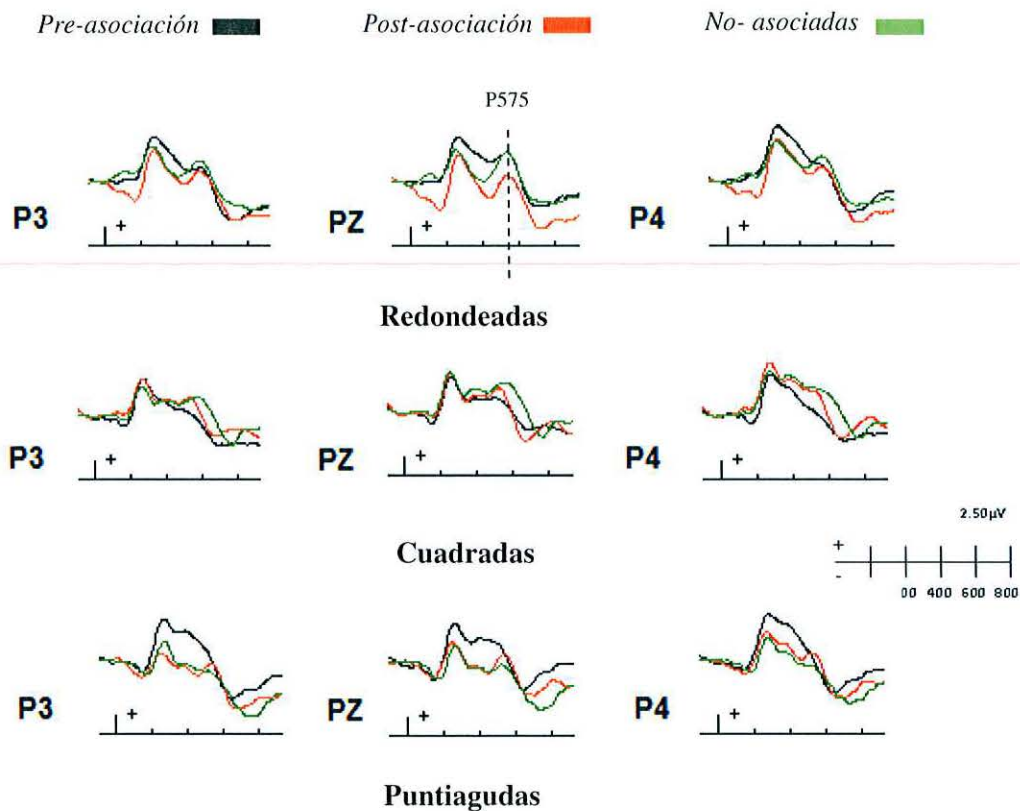 Pre-asociación Post-asociación No- asociadas
P575
P3 + PZ + P4 +
Redondeadas
P3 + PZ + P4 +
2.50µV
Cuadradas
+
-
00 400 600 800
P3 + PZ + P4 +
Puntiagudas